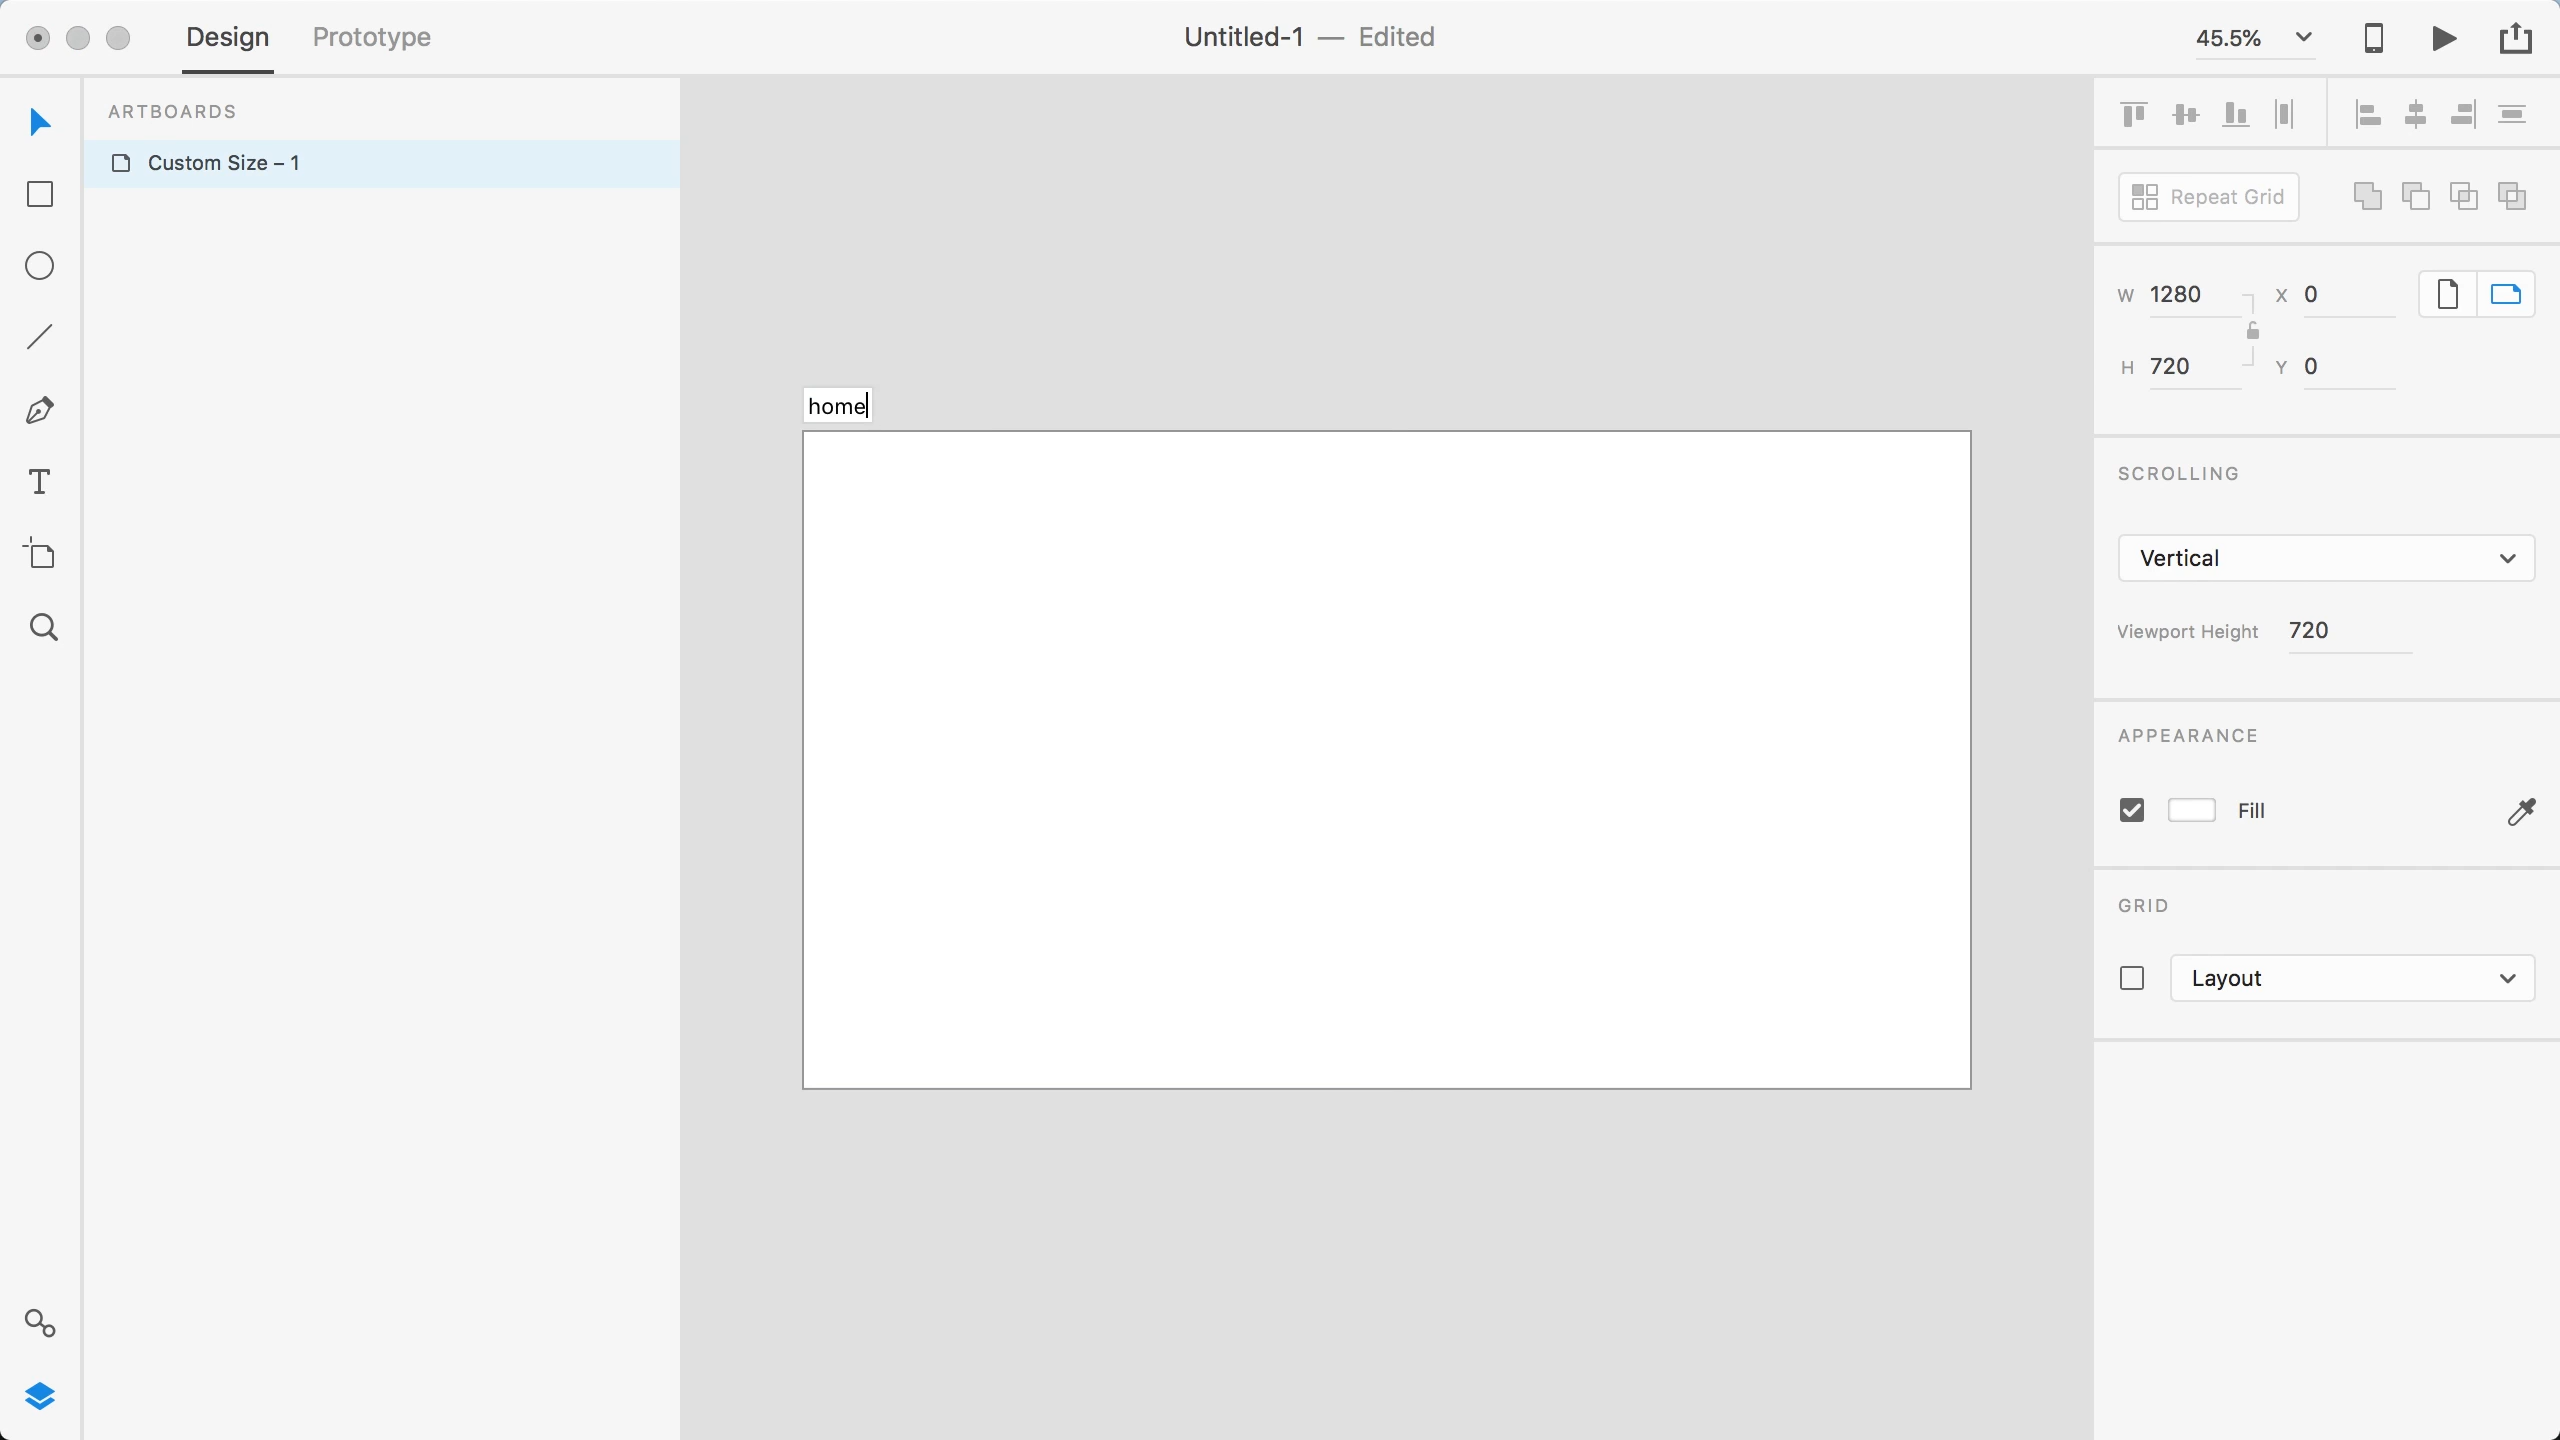 Design Prototype Untitled-1 — Edited 45.5%
ARTBOARDS
Custom Size – 1
home
Repeat Grid
W 1280 X 0
H 720 Y 0
SCROLLING
Vertical
Viewport Height 720
APPEARANCE
Fill
GRID
Layout